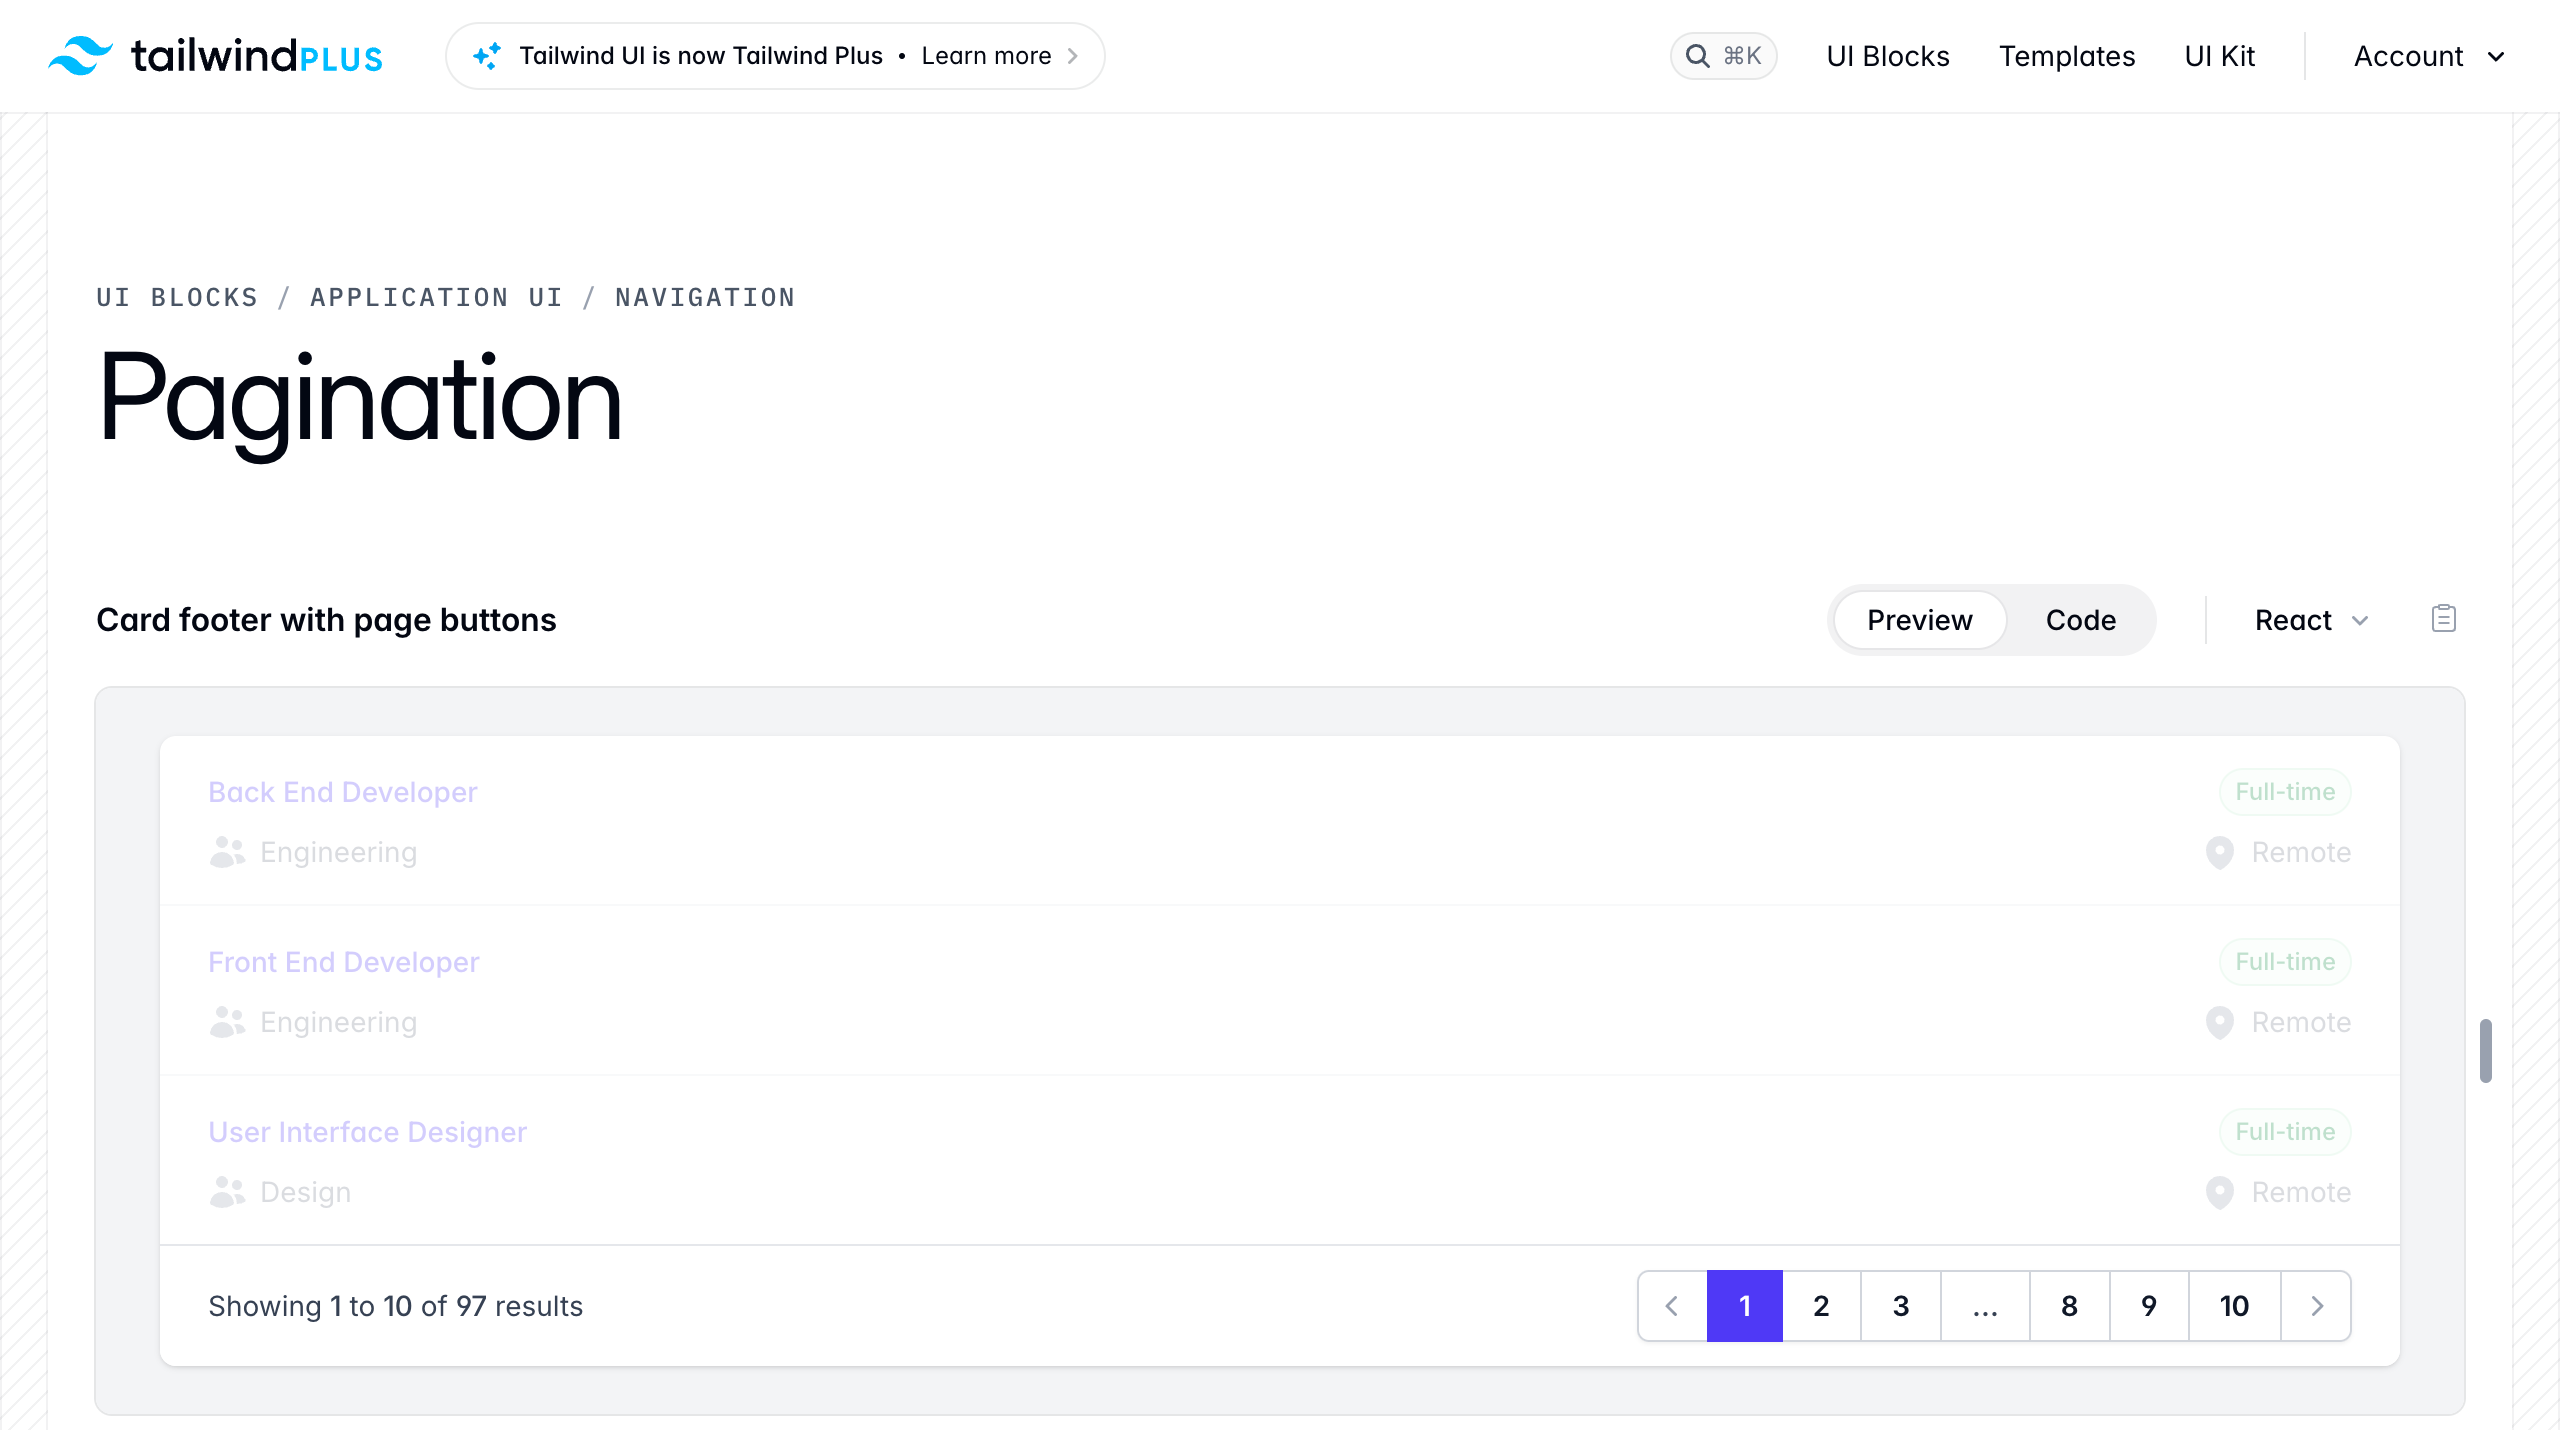 tailwindPLUS
Tailwind UI is now Tailwind Plus • Learn more
⌘K
UI Blocks
Templates
UI Kit
Account
UI BLOCKS / APPLICATION UI / NAVIGATION
Pagination
Card footer with page buttons
Preview
Code
React
Back End Developer
Full-time
Engineering
Remote
Front End Developer
Full-time
Engineering
Remote
User Interface Designer
Full-time
Design
Remote
Showing 1 to 10 of 97 results
1 2 3 ... 8 9 10